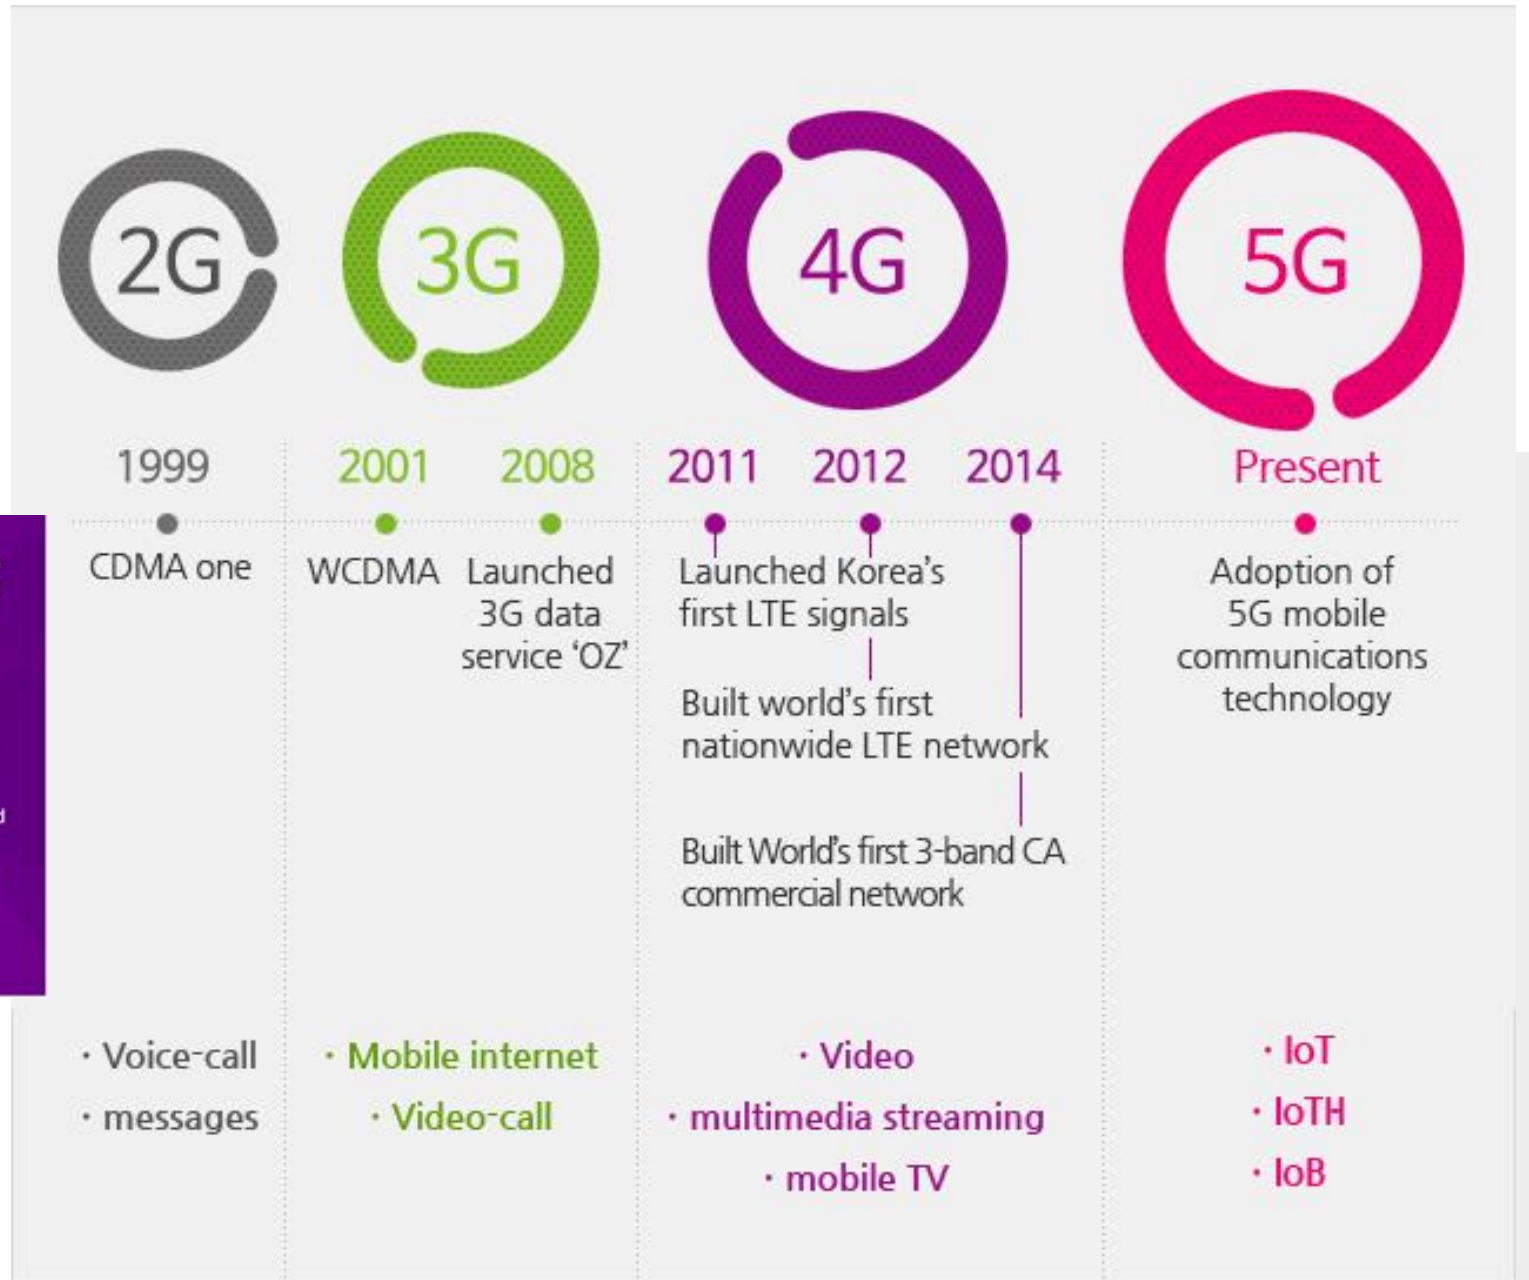 2G
3G
4G
5G
1999
2001
2008
2011
2012
2014
Present
CDMA one
WCDMA
Launched
3G data
service ‘OZ’
Launched Korea’s
first LTE signals
Built world’s first
nationwide LTE network
Built World’s first 3-band CA
commercial network
Adoption of
5G mobile
communications
technology
· Voice-call
· messages
· Mobile internet
· Video-call
· Video
· multimedia streaming
· mobile TV
· IoT
· IoTH
· IoB